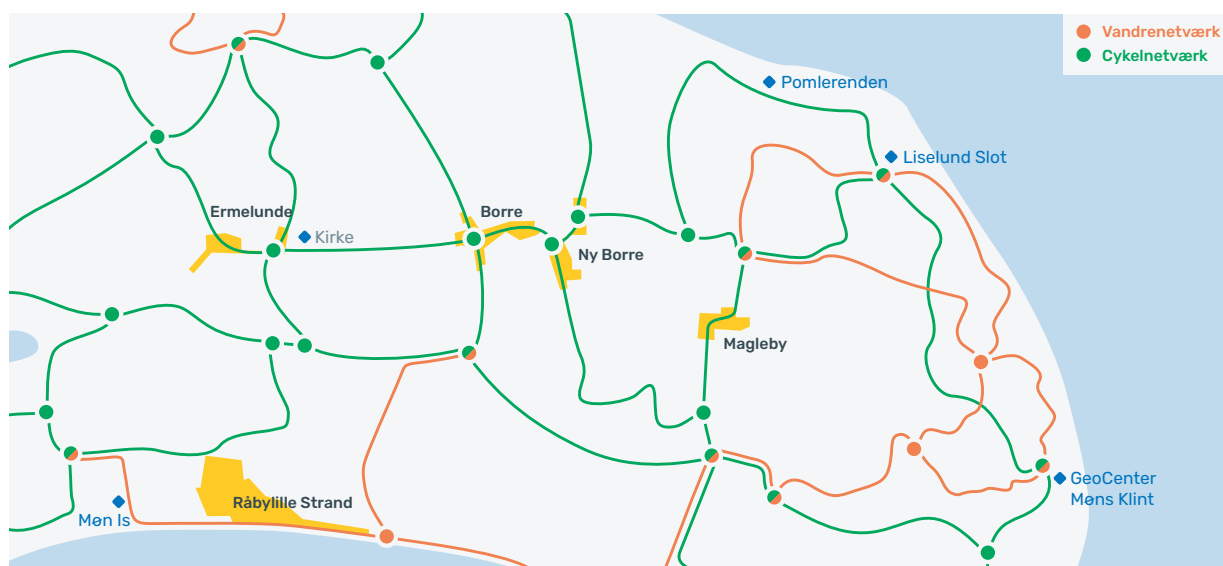 Vandrenetværk
Cykelnetværk
Pomlerenden
Liselund Slot
Ermelunde
Borre
Kirke
Ny Borre
Magleby
GeoCenter
Møns Klint
Råbylille Strand
Møn Is